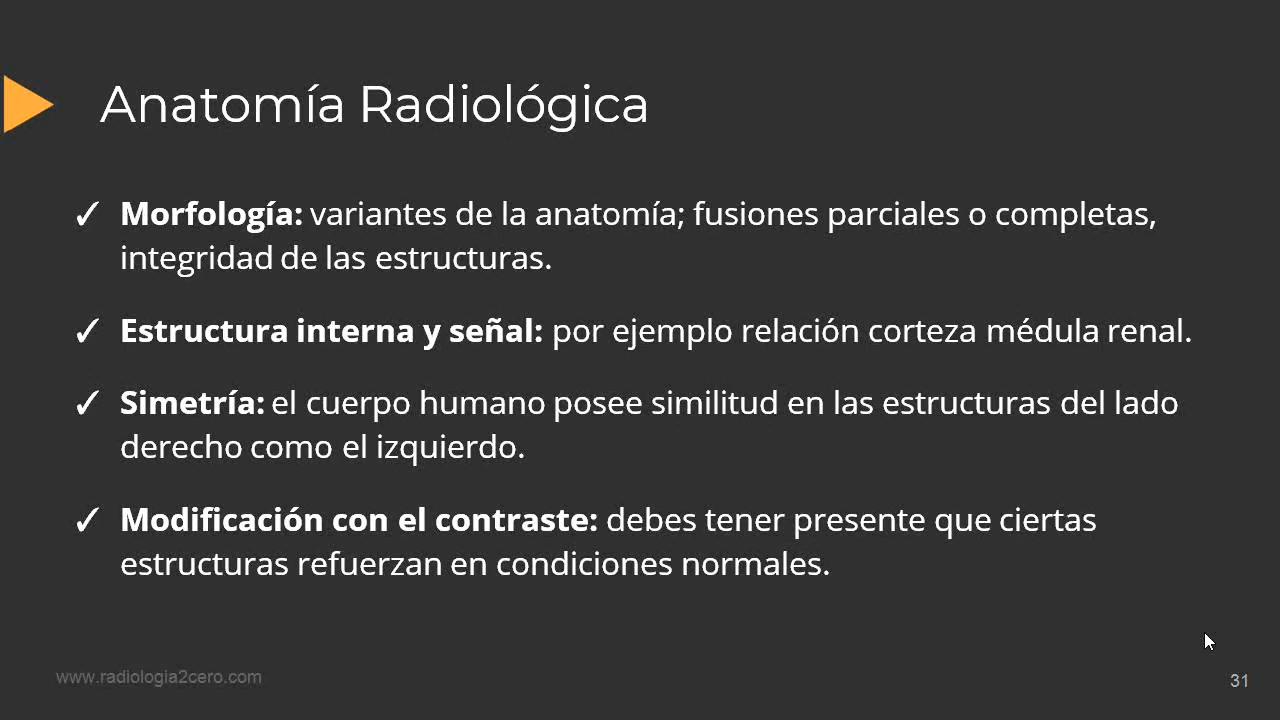 Anatomía Radiológica
✓ Morfología: variantes de la anatomía; fusiones parciales o completas,
integridad de las estructuras.
✓ Estructura interna y señal: por ejemplo relación corteza médula renal.
✓ Simetría: el cuerpo humano posee similitud en las estructuras del lado
derecho como el izquierdo.
✓ Modificación con el contraste: debes tener presente que ciertas
estructuras refuerzan en condiciones normales.
www.radiologia2cero.com
31